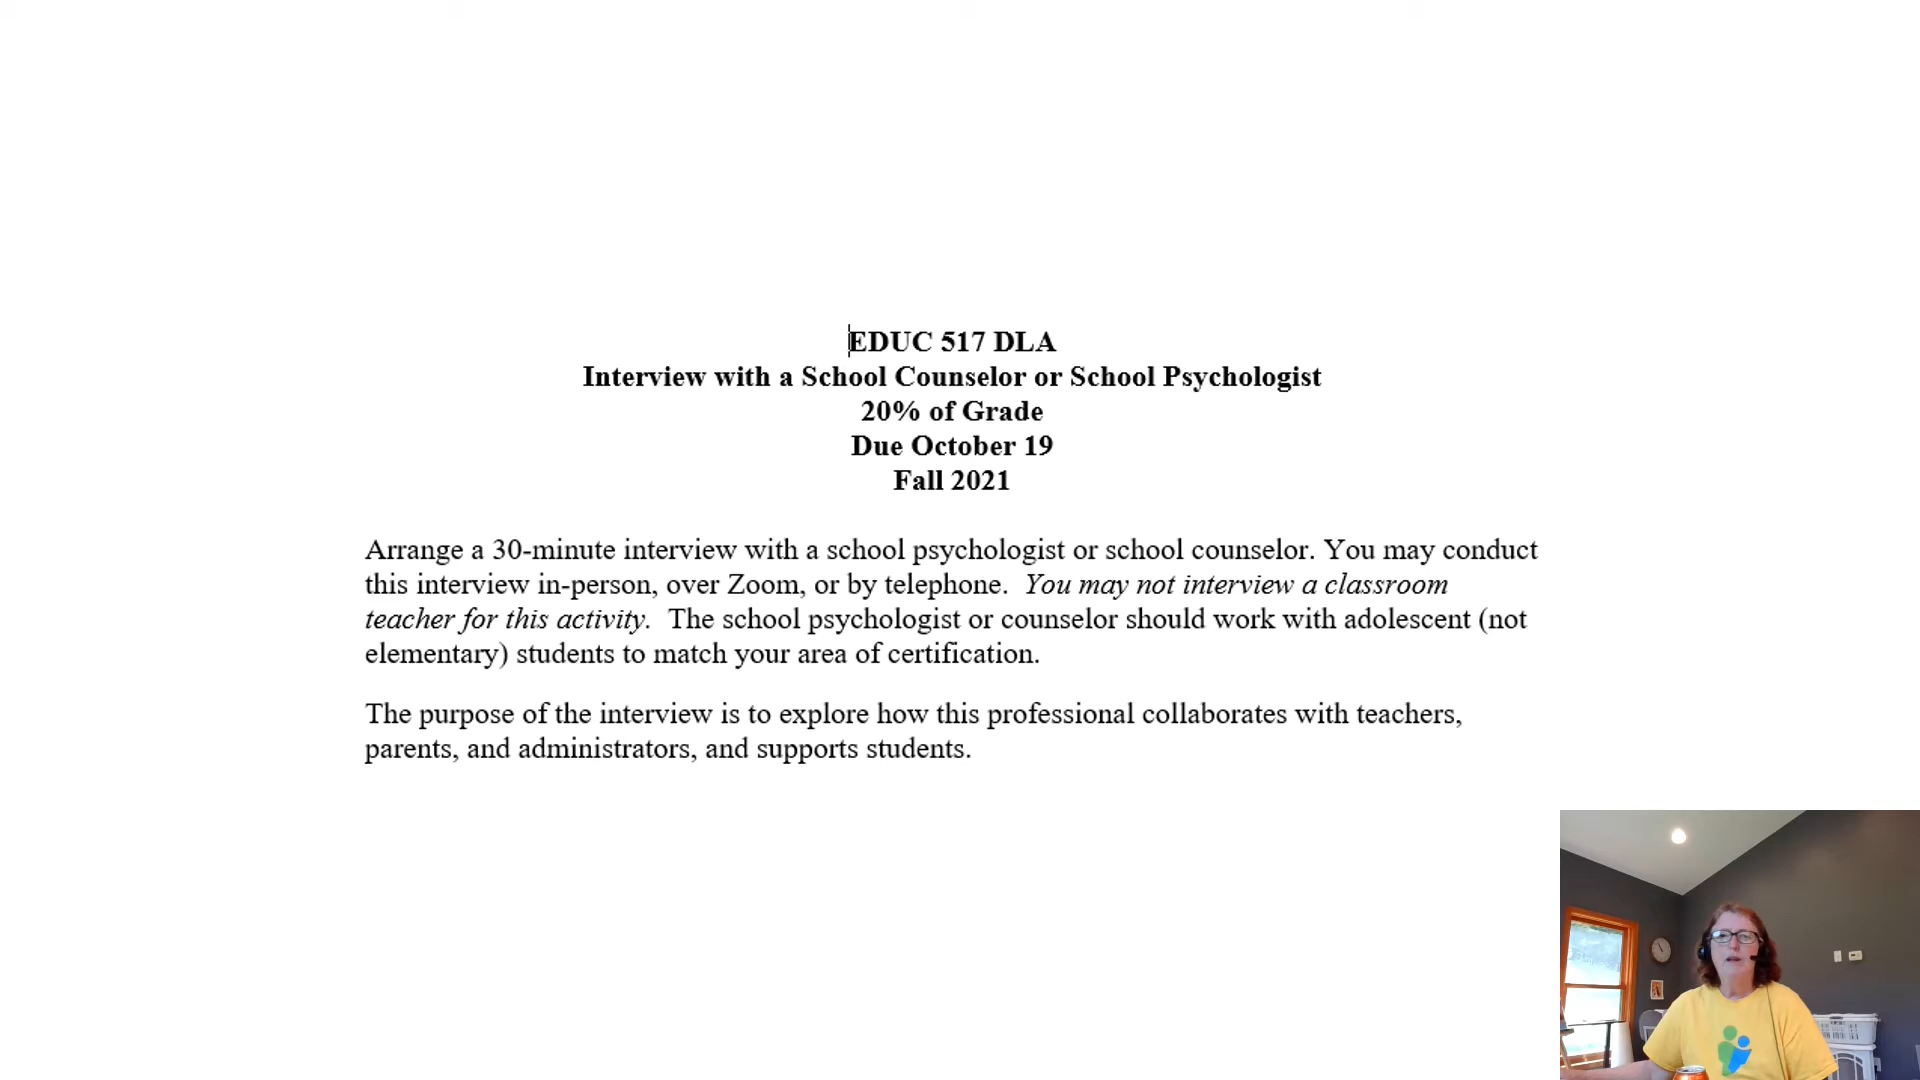 EDUC 517 DLA
Interview with a School Counselor or School Psychologist
20% of Grade
Due October 19
Fall 2021
Arrange a 30-minute interview with a school psychologist or school counselor. You may conduct
this interview in-person, over Zoom, or by telephone.  You may not interview a classroom
teacher for this activity.  The school psychologist or counselor should work with adolescent (not
elementary) students to match your area of certification.
The purpose of the interview is to explore how this professional collaborates with teachers,
parents, and administrators, and supports students.